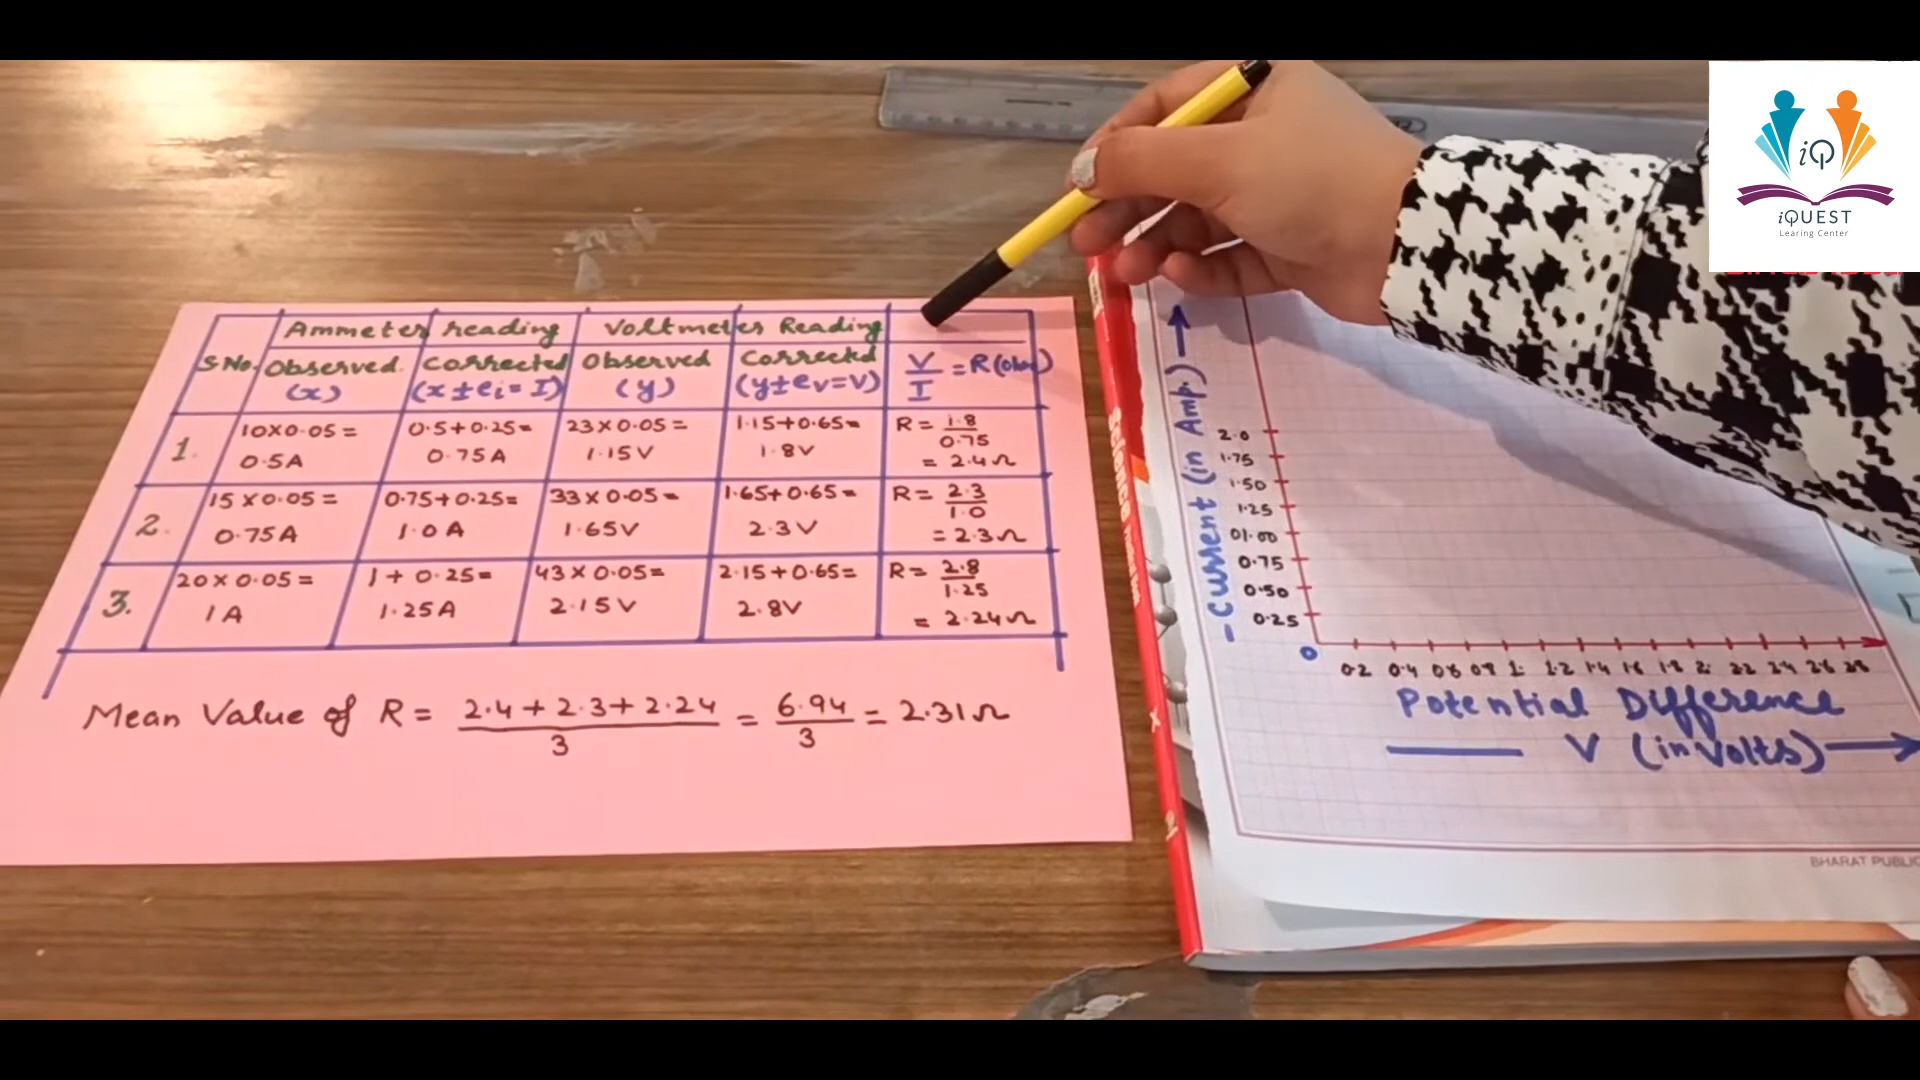 iQ
iQUEST
Learing Center
Ammeter reading Voltmeter Reading
S No. Observed (x) Corrected (x±ei=I) Observed (y) Corrected (y±ev=V) V/I = R(ohm)
1. 10×0.05= 0.5+0.25= 23×0.05= 1.15+0.65= R= 1.8/0.75
0.5A 0.75A 1.15V 1.8V = 2.4Ω
2. 15×0.05= 0.75+0.25= 33×0.05= 1.65+0.65= R= 2.3/1.0
0.75A 1.0A 1.65V 2.3V = 2.3Ω
3. 20×0.05= 1+0.25= 43×0.05= 2.15+0.65= R= 2.8/1.25
1A 1.25A 2.15V 2.8V = 2.24Ω
Mean Value of R= 2.4+2.3+2.24/3 = 6.94/3 = 2.31Ω
Current (in Amp.)
2.0
1.75
1.50
1.25
01.00
0.75
0.50
0.25
0
0.2 0.4 0.6 0.8 1. 1.2 1.4 1.6 1.8 2. 2.2 2.4 2.6 2.8
Potential Difference
V (in Volts)
Science
BHARAT PUBLIC